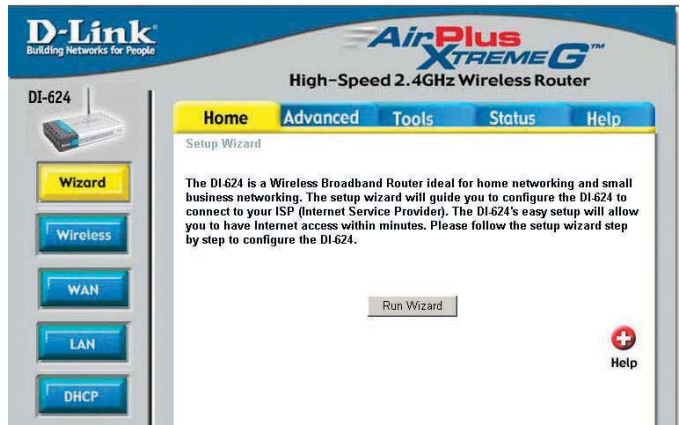 D-Link
Building Networks for People
AirPlus
XTREME G™
High-Speed 2.4GHz Wireless Router
DI-624
Home
Advanced
Tools
Status
Help
Setup Wizard
Wizard
Wireless
WAN
LAN
DHCP
The DI-624 is a Wireless Broadband Router ideal for home networking and small
business networking. The setup wizard will guide you to configure the DI-624 to
connect to your ISP (Internet Service Provider). The DI-624's easy setup will allow
you to have Internet access within minutes. Please follow the setup wizard step
by step to configure the DI-624.
Run Wizard
Help